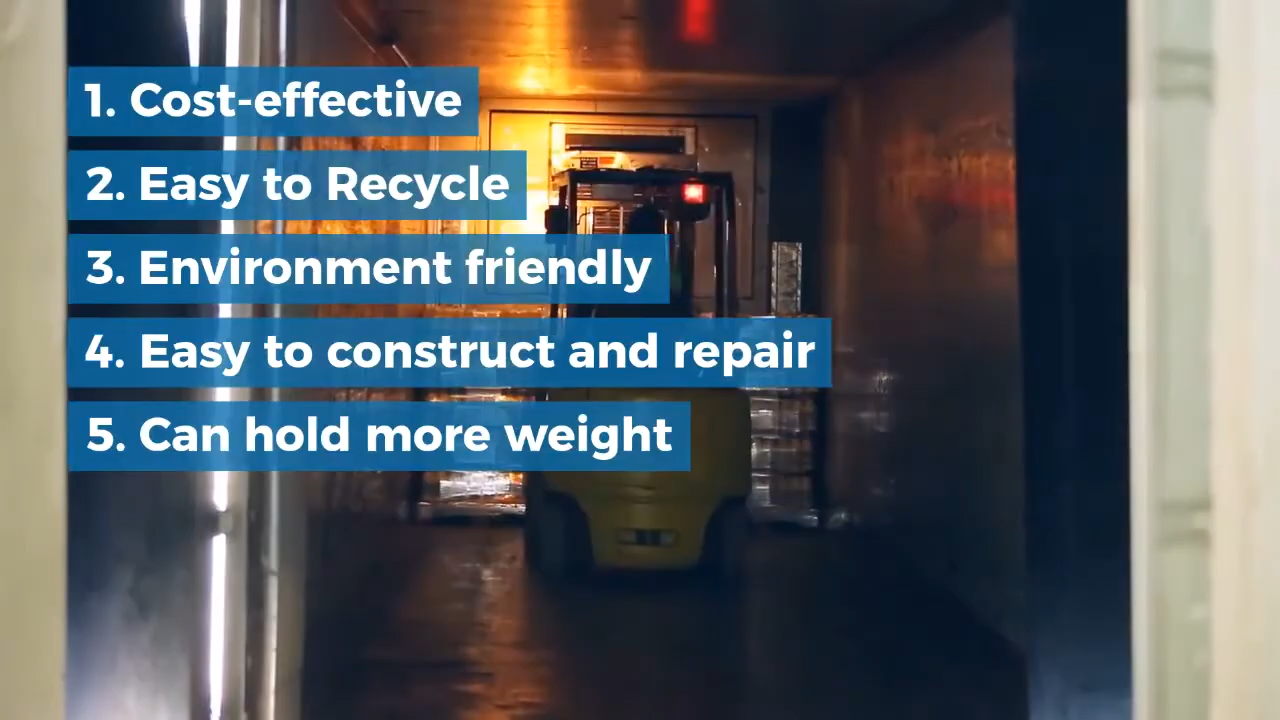 1. Cost-effective
2. Easy to Recycle
3. Environment friendly
4. Easy to construct and repair
5. Can hold more weight